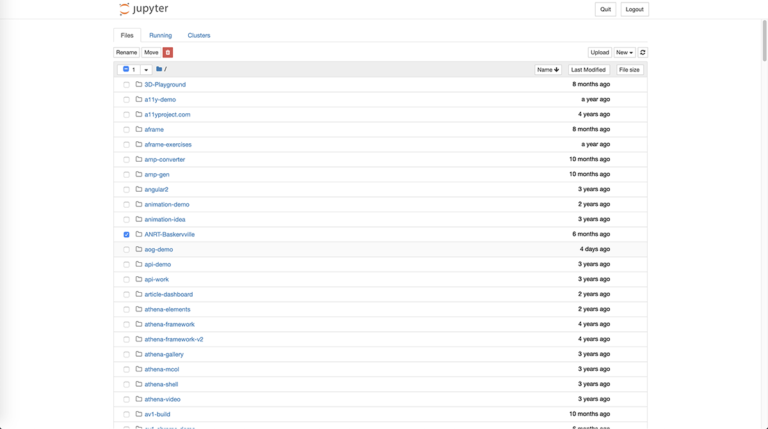 jupyter
Quit Logout
Files Running Clusters
Rename Move Upload New
1 / Name Last Modified File size
3D-Playground 8 months ago
a11y-demo a year ago
a11yproject.com 4 years ago
aframe 8 months ago
aframe-exercises a year ago
amp-converter 10 months ago
amp-gen 10 months ago
angular2 3 years ago
animation-demo 2 years ago
animation-idea 3 years ago
ANRT-Baskervville 6 months ago
aog-demo 4 days ago
api-demo 3 years ago
api-work 3 years ago
article-dashboard 2 years ago
athena-elements 2 years ago
athena-framework 4 years ago
athena-framework-v2 4 years ago
athena-gallery 3 years ago
athena-mcol 3 years ago
athena-shell 3 years ago
athena-video 3 years ago
av1-build 10 months ago